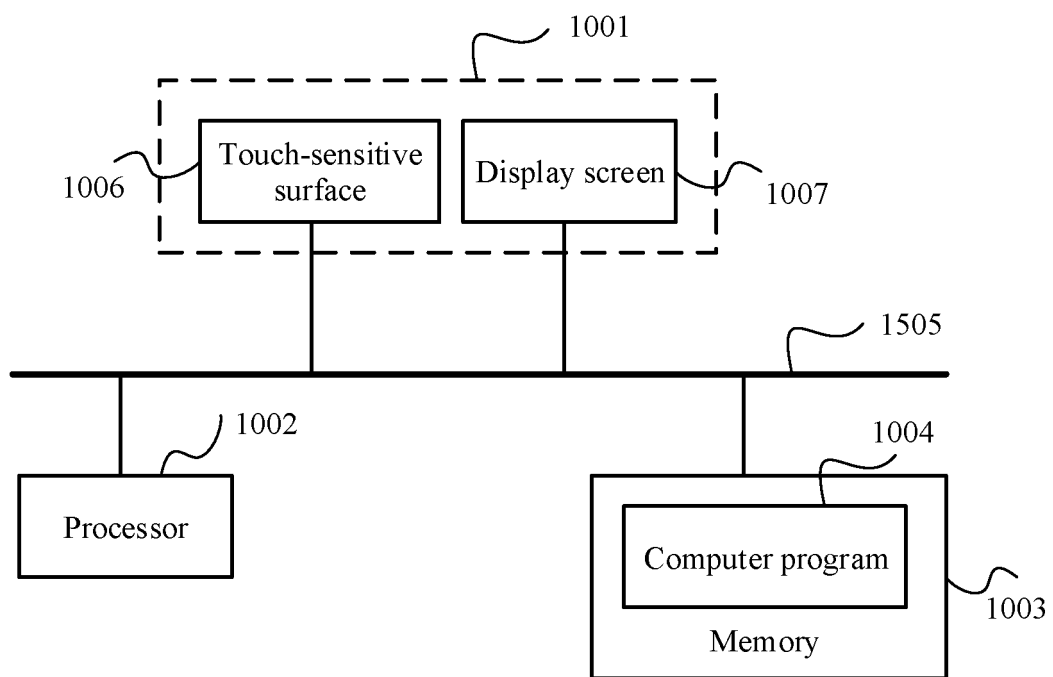 1001
Touch-sensitive
surface
Display screen
1006
1007
1505
1002
1004
Processor
Computer program
1003
Memory